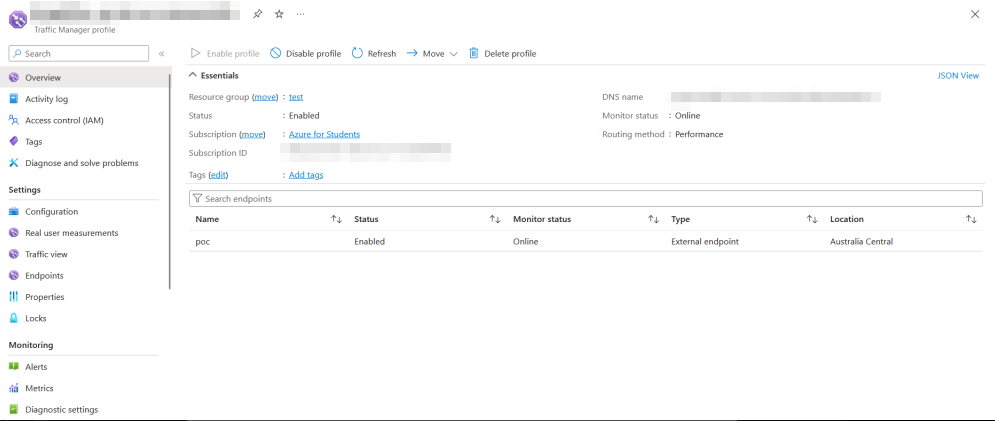 Traffic Manager profile
Search
Enable profile Disable profile Refresh Move Delete profile
Overview
Activity log
Access control (IAM)
Tags
Diagnose and solve problems
Settings
Configuration
Real user measurements
Traffic view
Endpoints
Properties
Locks
Monitoring
Alerts
Metrics
Diagnostic settings
Essentials JSON View
Resource group (move) : test
Status : Enabled
Subscription (move) : Azure for Students
Subscription ID
Tags (edit) : Add tags
DNS name
Monitor status : Online
Routing method : Performance
Search endpoints
Name Status Monitor status Type Location
poc Enabled Online External endpoint Australia Central